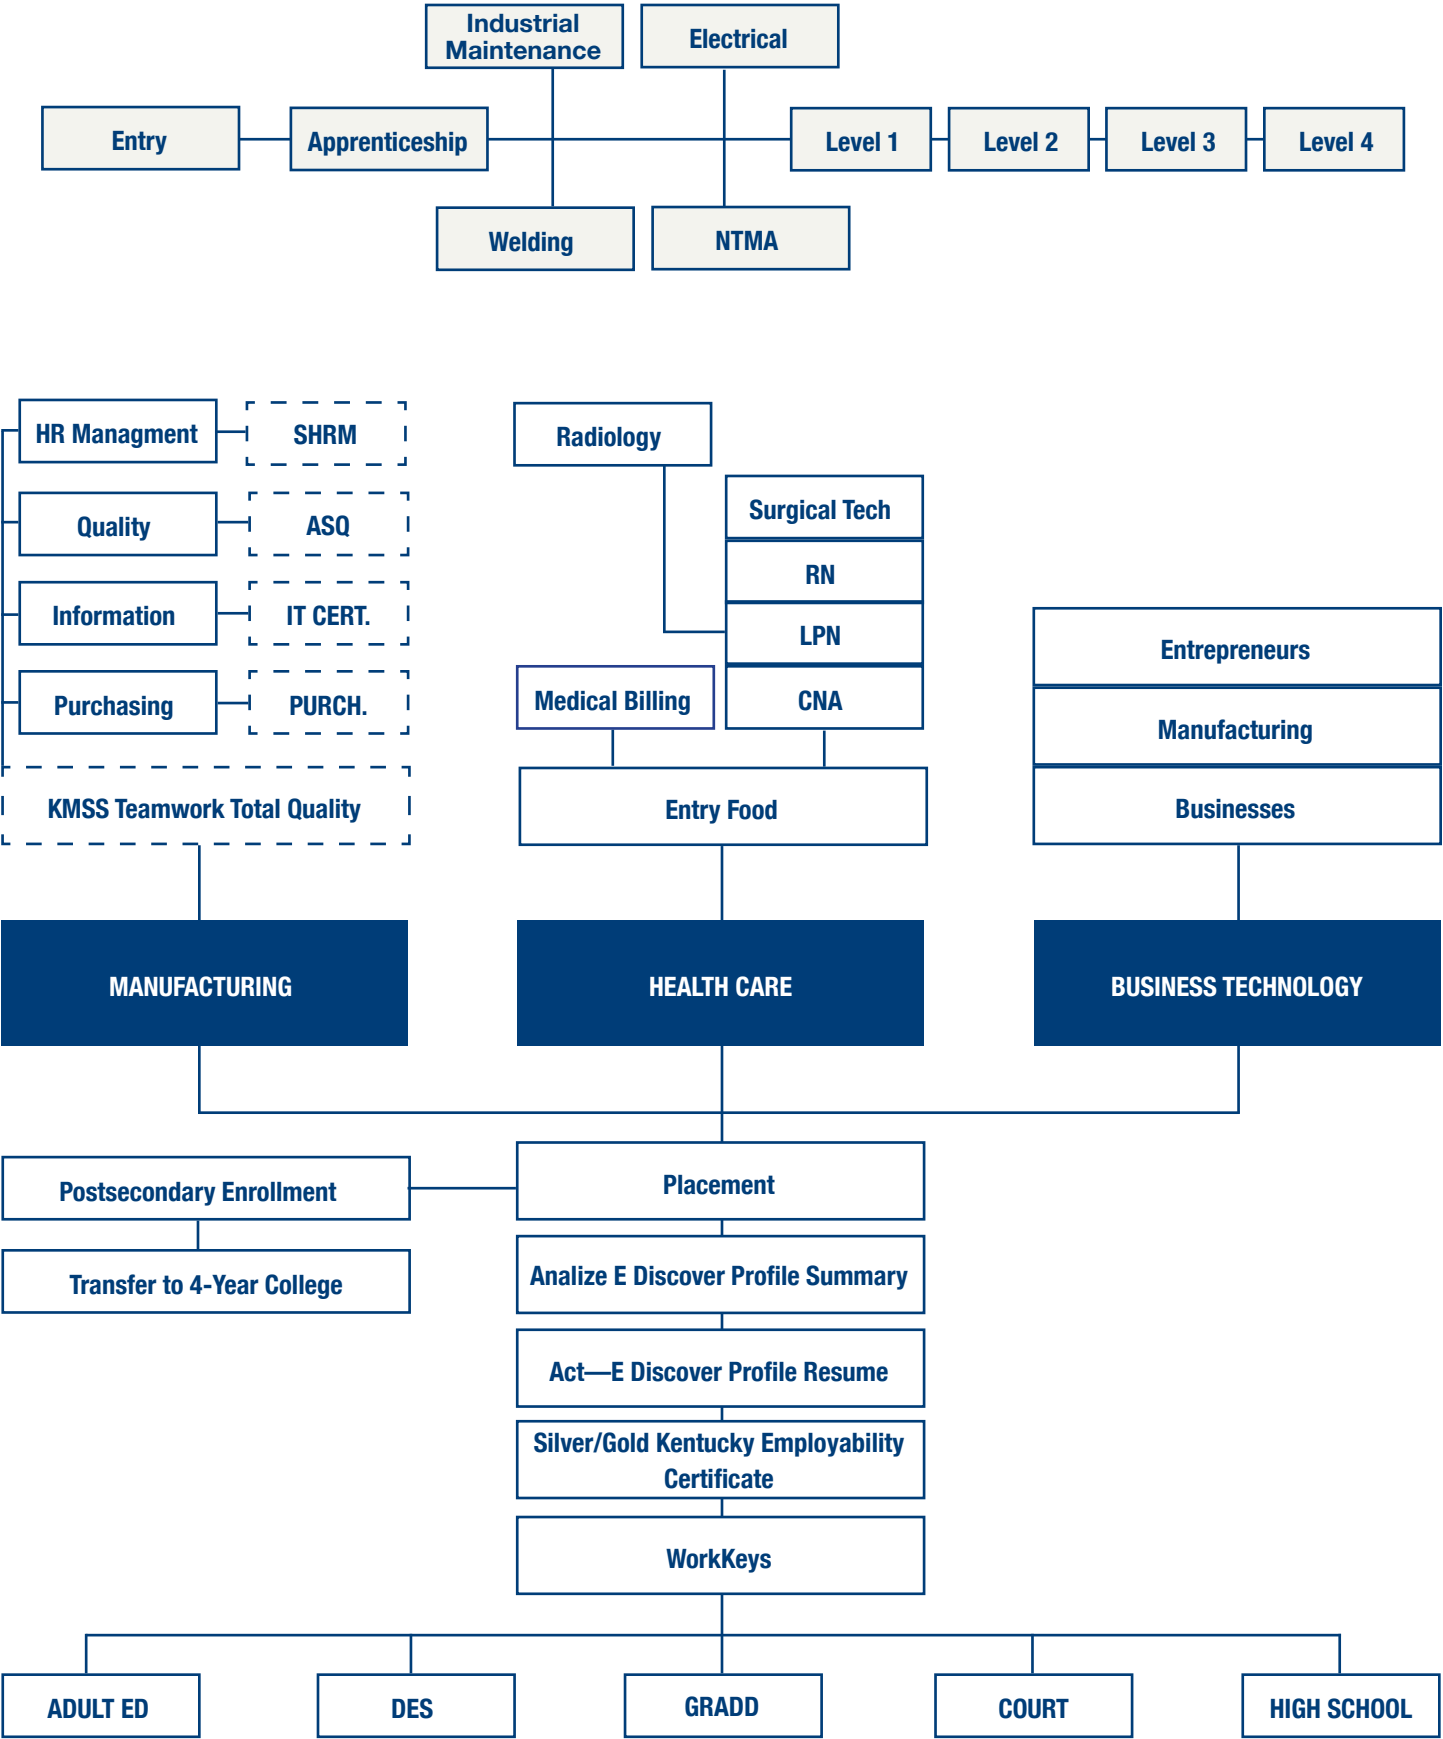 Industrial
Maintenance
Electrical
Entry
Apprenticeship
Level 1
Level 2
Level 3
Level 4
Welding
NTMA
HR Managment
SHRM
Quality
ASQ
Information
IT CERT.
Purchasing
PURCH.
KMSS Teamwork Total Quality
Radiology
Surgical Tech
RN
LPN
Medical Billing
CNA
Entry Food
Entrepreneurs
Manufacturing
Businesses
MANUFACTURING
HEALTH CARE
BUSINESS TECHNOLOGY
Postsecondary Enrollment
Placement
Transfer to 4-Year College
Analize E Discover Profile Summary
Act—E Discover Profile Resume
Silver/Gold Kentucky Employability
Certificate
WorkKeys
ADULT ED
DES
GRADD
COURT
HIGH SCHOOL